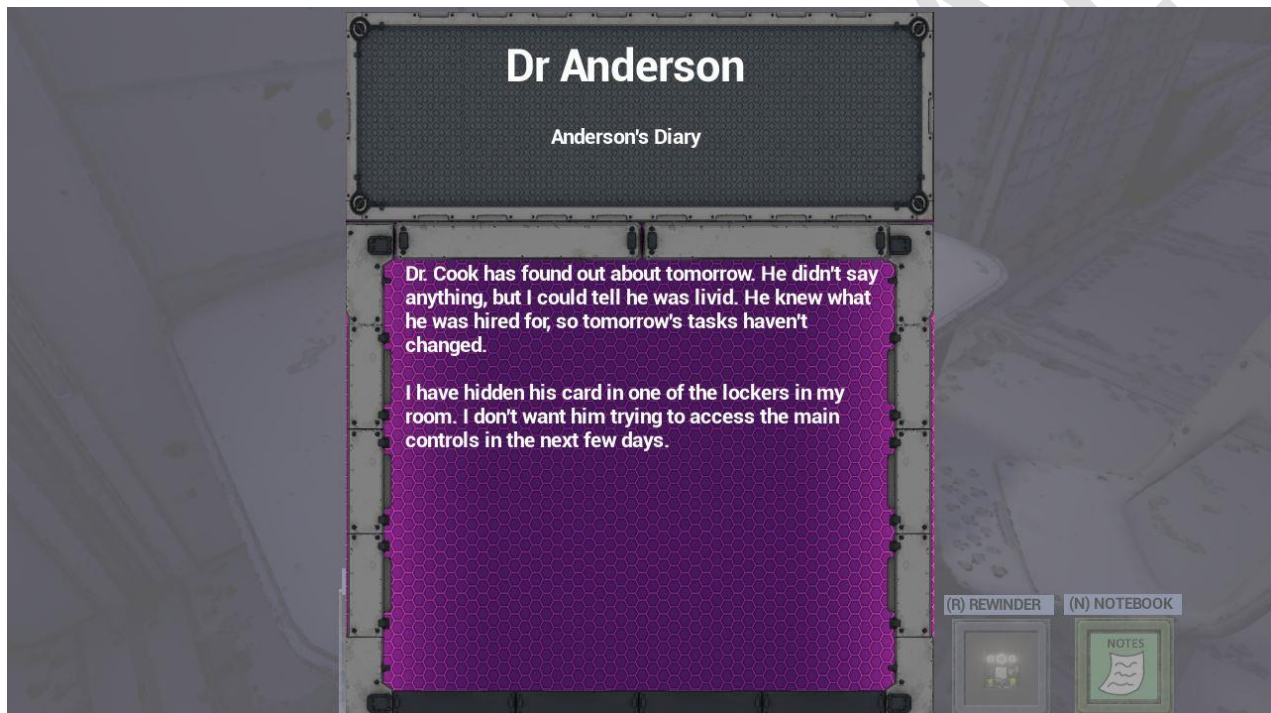 Dr Anderson
Anderson's Diary
Dr. Cook has found out about tomorrow. He didn't say
anything, but I could tell he was livid. He knew what
he was hired for, so tomorrow's tasks haven't
changed.
I have hidden his card in one of the lockers in my
room. I don't want him trying to access the main
controls in the next few days.
(R) REWINDER
(N) NOTEBOOK
NOTES